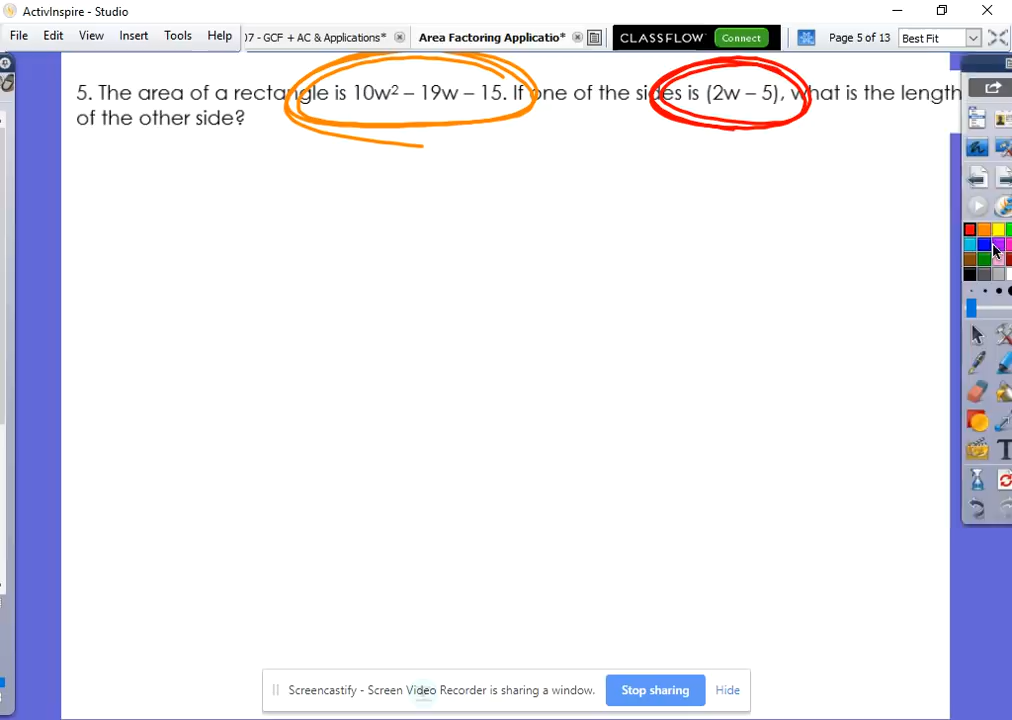 ActivInspire - Studio
File Edit View Insert Tools Help
07 - GCF + AC & Applications* Area Factoring Applicatio* CLASSFLOW Connect Page 5 of 13 Best Fit
5. The area of a rectangle is 10w² – 19w – 15. If one of the sides is (2w – 5), what is the length
of the other side?
Screencastify - Screen Video Recorder is sharing a window. Stop sharing Hide